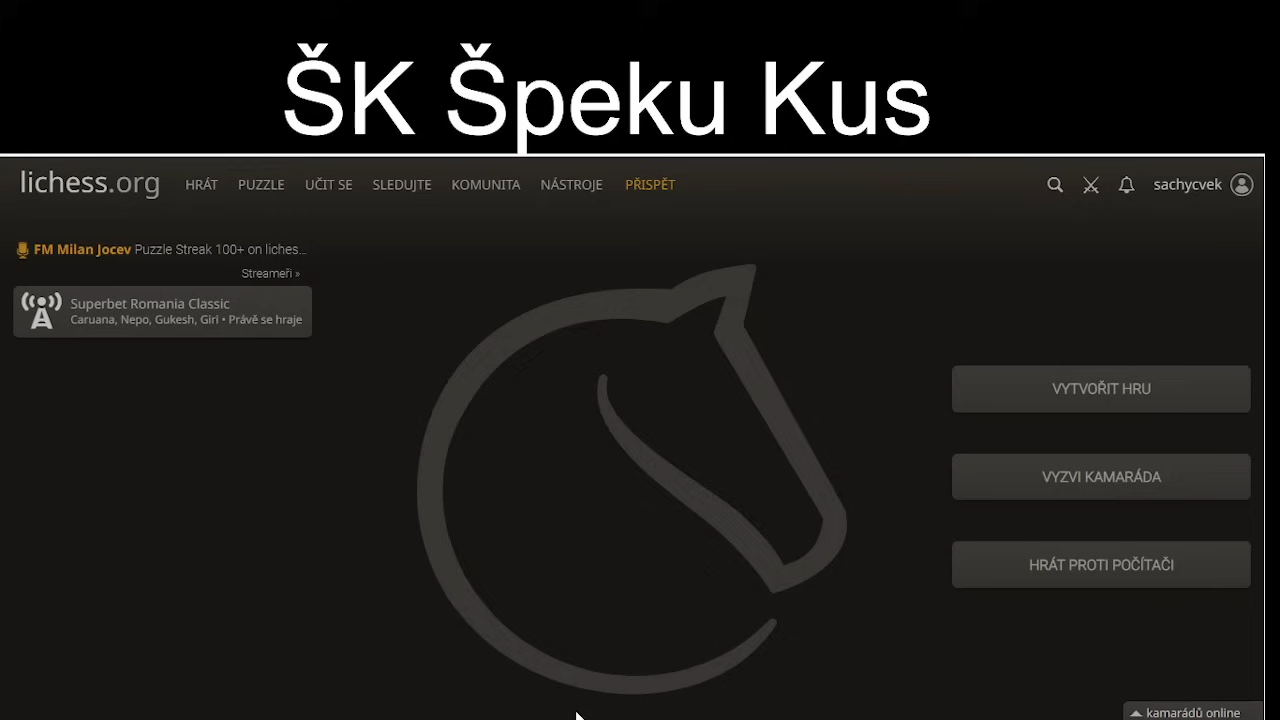 ŠK Špeku Kus
lichess.org HRÁT PUZZLE UČIT SE SLEDUJTE KOMUNITA NÁSTROJE PŘISPĚT sachycvek
FM Milan Jocev Puzzle Streak 100+ on liches...
Streameři »
Superbet Romania Classic
Caruana, Nepo, Gukesh, Giri • Právě se hraje
VYTVOŘIT HRU
VYZVI KAMARÁDA
HRÁT PROTI POČÍTAČI
kamarádů online